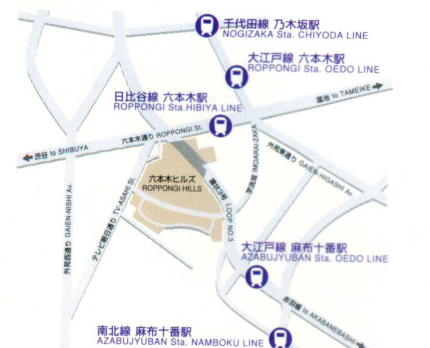 千代田線 乃木坂駅
NOGIZAKA Sta. CHIYODA LINE
大江戸線 六本木駅
ROPPONGI Sta. OEDO LINE
日比谷線 六本木駅
ROPPONGI Sta.HIBIYA LINE
溜池 to TAMEIKE
六本木通り ROPPONGI St.
渋谷 to SHIBUYA
芋洗坂 IMOARAI-ZAKA
外苑東通り GAIEN-HIGASHI Av.
六本木ヒルズ
ROPPONGI HILLS
環状3号 LOOP NO.3
テレビ朝日通り TV-ASAHI St.
外苑西通り GAIEN-NISHI Av.
大江戸線 麻布十番駅
AZABUJYUBAN Sta. OEDO LINE
赤羽橋 to AKABANEBASHI
南北線 麻布十番駅
AZABUJYUBAN Sta. NAMBOKU LINE